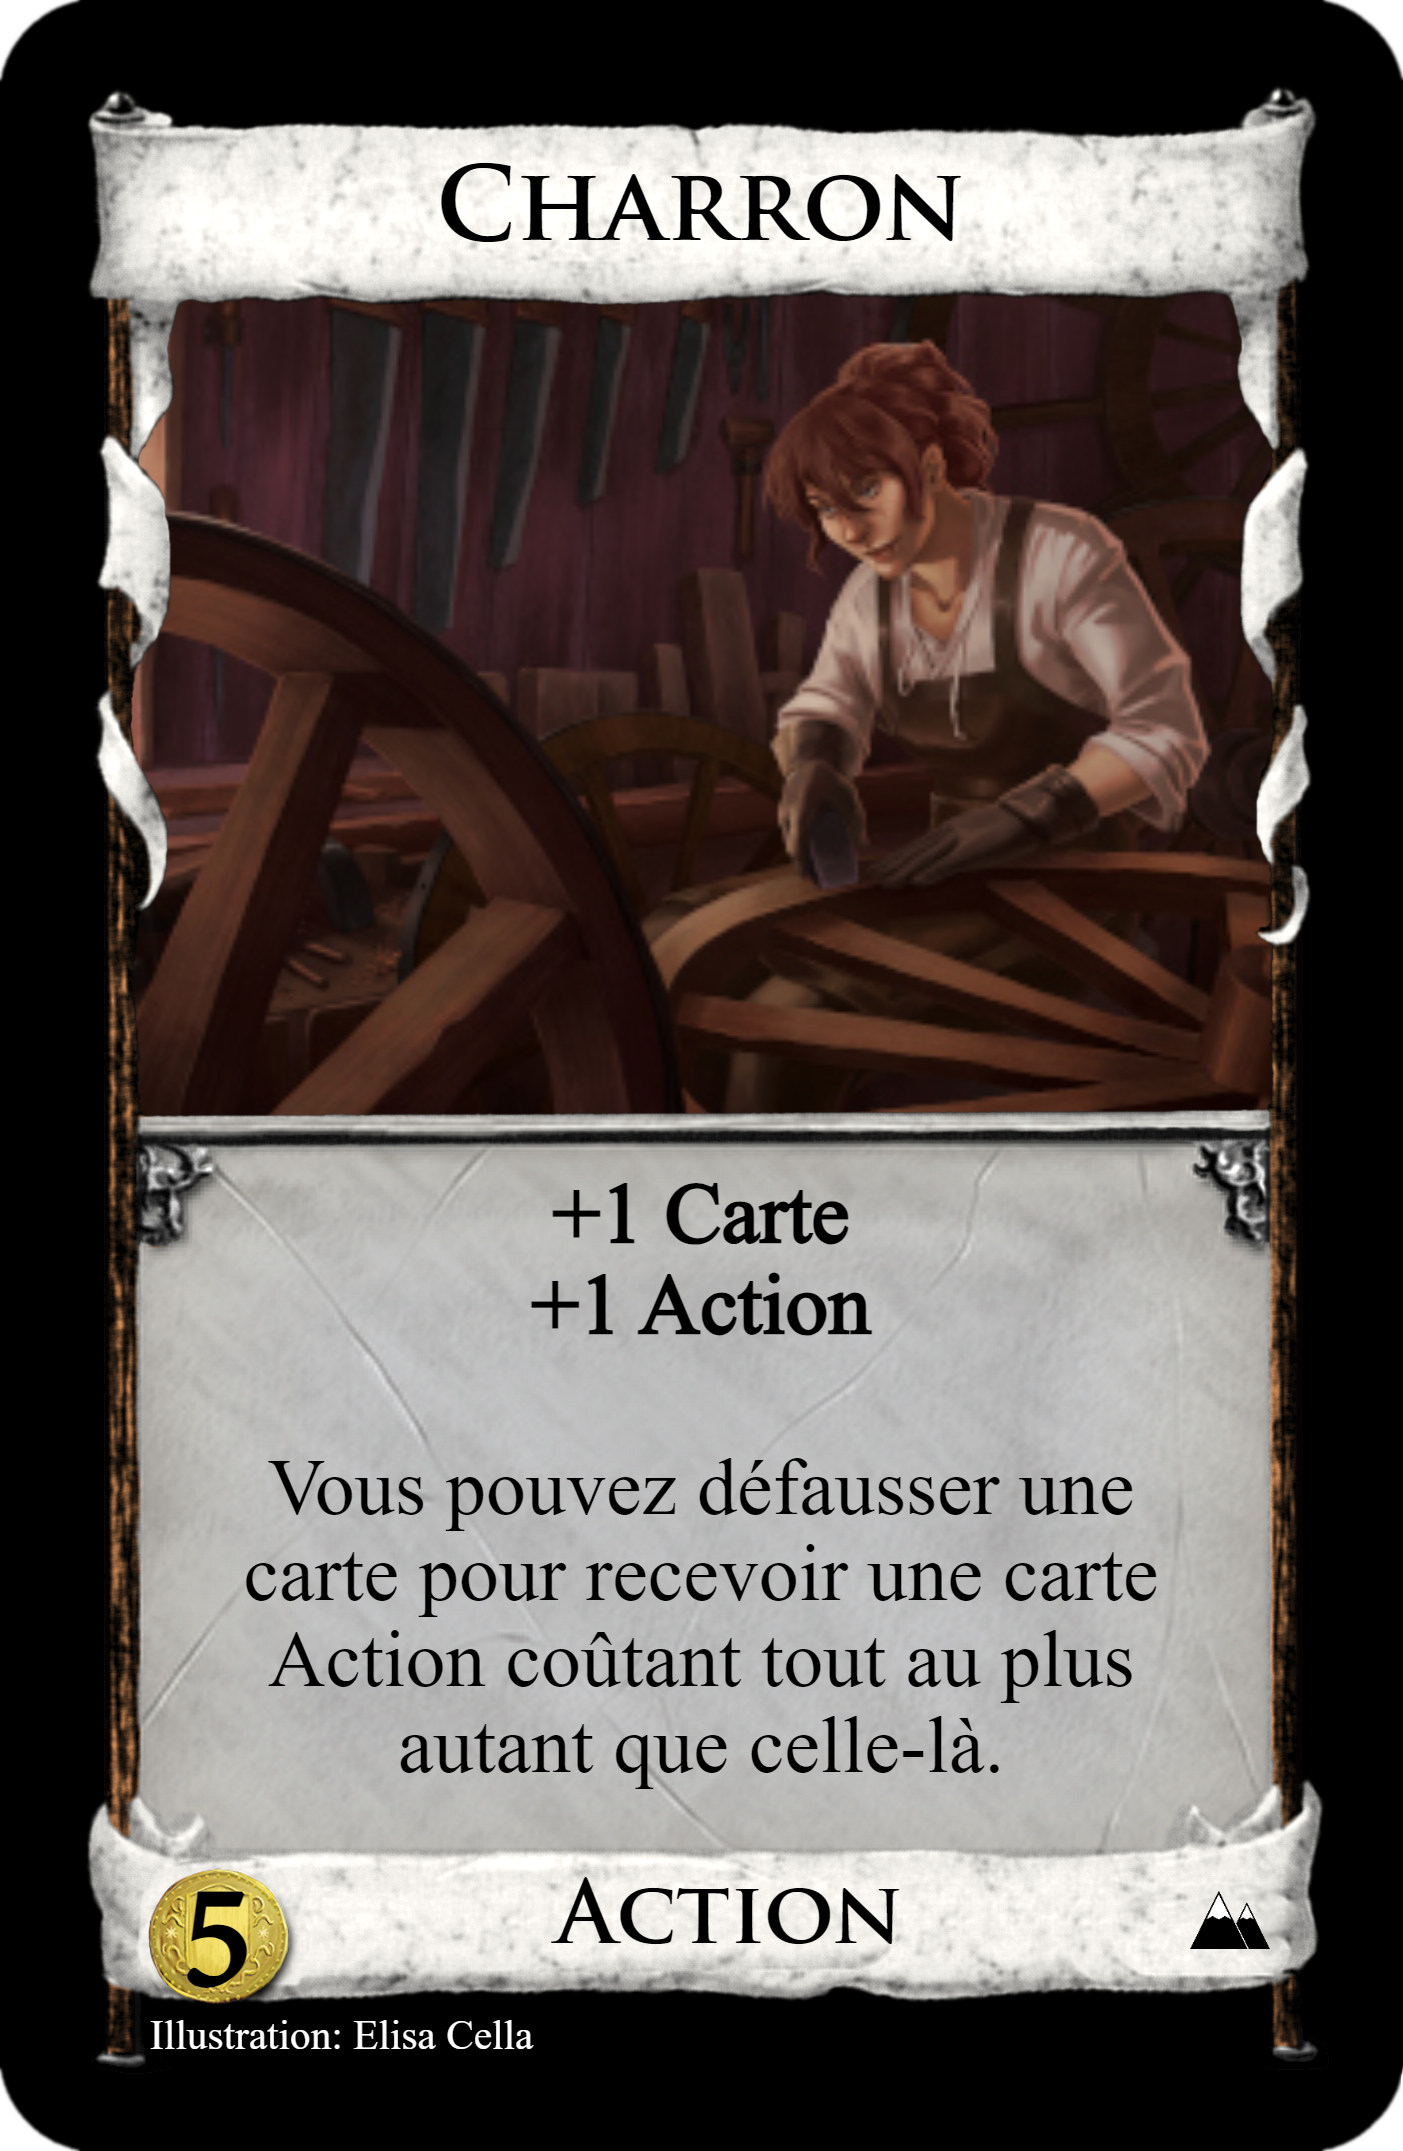 Charron
+1 Carte
+1 Action
Vous pouvez défausser une
carte pour recevoir une carte
Action coûtant tout au plus
autant que celle-là.
5
Action
Illustration: Elisa Cella